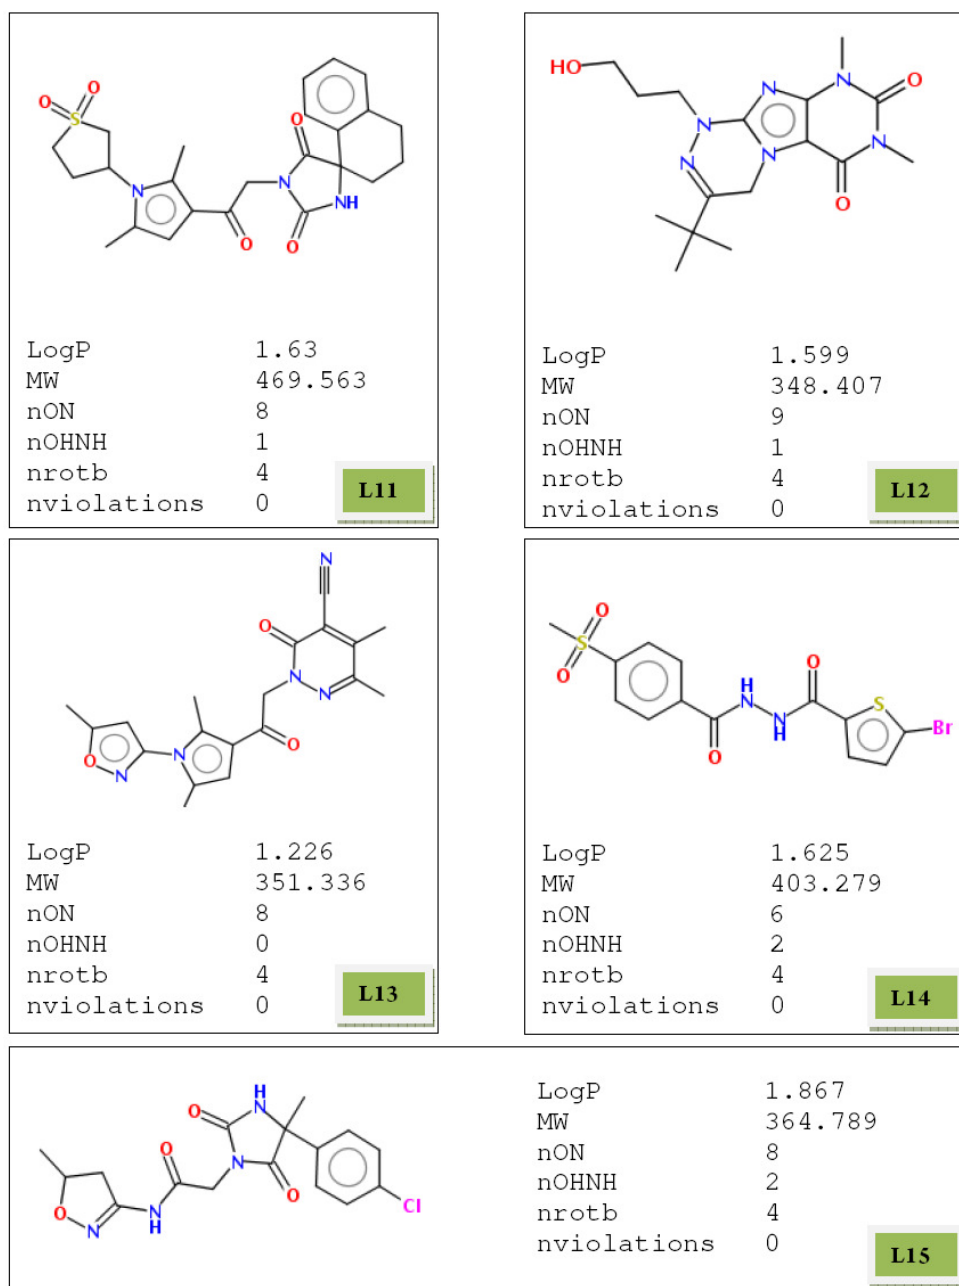 O
O
S
O
N
N
NH
O
O
LogP 1.63
MW 469.563
nON 8
nOHNH 1
nrotb 4
nviolations 0
L11
HO
N
N
N
N
N
N
O
O
LogP 1.599
MW 348.407
nON 9
nOHNH 1
nrotb 4
nviolations 0
L12
N
O
N
N
O
N
O
N
LogP 1.226
MW 351.336
nON 8
nOHNH 0
nrotb 4
nviolations 0
L13
O
S
O
H
N
N
H
O
O
S
Br
LogP 1.625
MW 403.279
nON 6
nOHNH 2
nrotb 4
nviolations 0
L14
H
N
O
O
N
O
O
N
N
H
Cl
LogP 1.867
MW 364.789
nON 8
nOHNH 2
nrotb 4
nviolations 0
L15